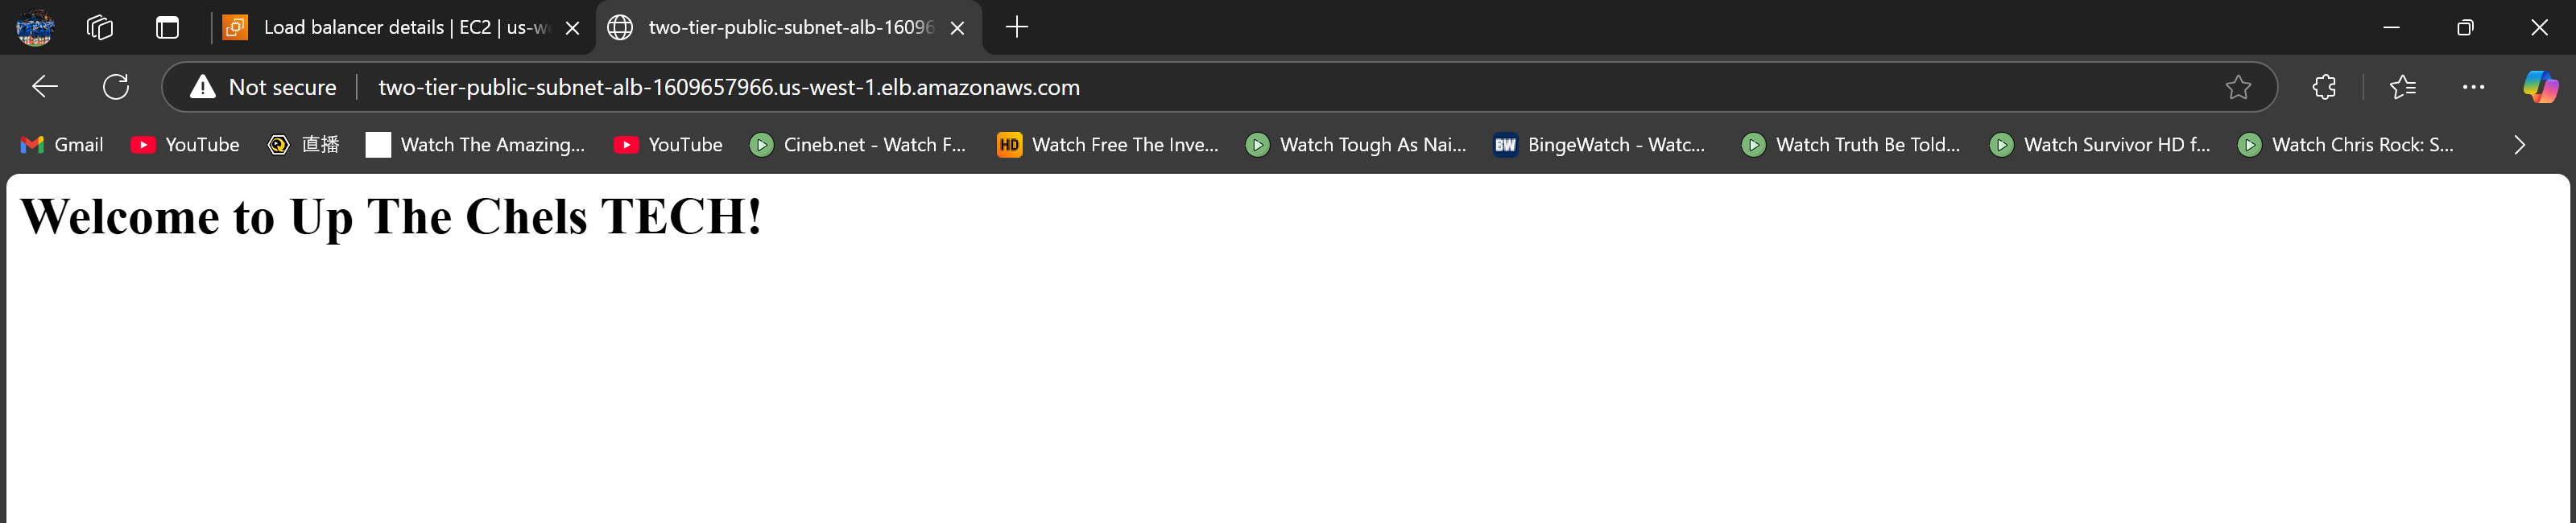 Load balancer details | EC2 | us-we
two-tier-public-subnet-alb-16096
Not secure
two-tier-public-subnet-alb-1609657966.us-west-1.elb.amazonaws.com
Gmail
YouTube
直播
Watch The Amazing...
YouTube
Cineb.net - Watch F...
HD
Watch Free The Inve...
Watch Tough As Nai...
BW
BingeWatch - Watc...
Watch Truth Be Told...
Watch Survivor HD f...
Watch Chris Rock: S...
Welcome to Up The Chels TECH!